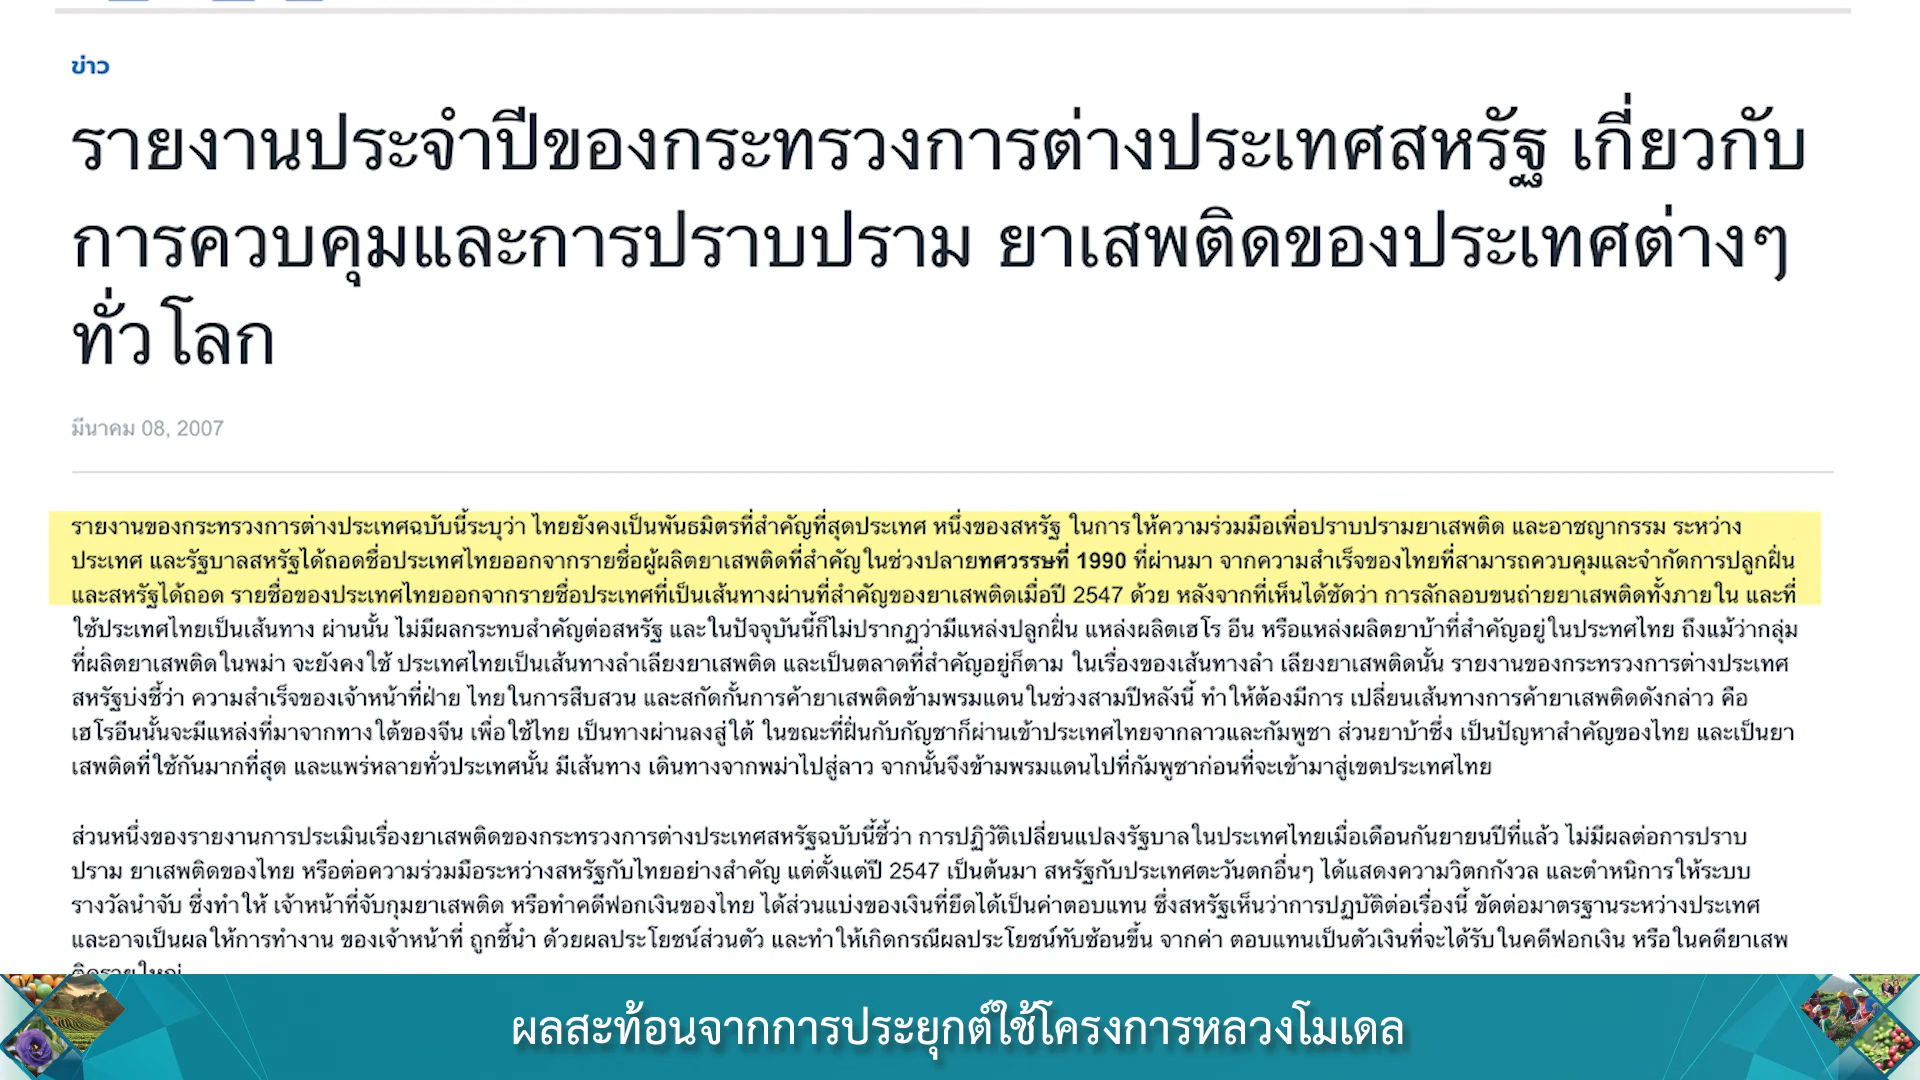 ข่าว
รายงานประจำปีของกระทรวงการต่างประเทศสหรัฐ เกี่ยวกับ
การควบคุมและการปราบปราม ยาเสพติดของประเทศต่างๆ
ทั่วโลก
มีนาคม 08, 2007
รายงานของกระทรวงการต่างประเทศฉบับนี้ระบุว่า ไทยยังคงเป็นพันธมิตรที่สำคัญที่สุดประเทศ หนึ่งของสหรัฐ ในการให้ความร่วมมือเพื่อปราบปรามยาเสพติด และอาชญากรรม ระหว่าง
ประเทศ และรัฐบาลสหรัฐได้ถอดชื่อประเทศไทยออกจากรายชื่อผู้ผลิตยาเสพติดที่สำคัญในช่วงปลายทศวรรษที่ 1990 ที่ผ่านมา จากความสำเร็จของไทยที่สามารถควบคุมและจำกัดการปลูกฝิ่น
และสหรัฐได้ถอด รายชื่อของประเทศไทยออกจากรายชื่อประเทศที่เป็นเส้นทางผ่านที่สำคัญของยาเสพติดเมื่อปี 2547 ด้วย หลังจากที่เห็นได้ชัดว่า การลักลอบขนถ่ายยาเสพติดทั้งภายใน และที่
ใช้ประเทศไทยเป็นเส้นทาง ผ่านนั้น ไม่มีผลกระทบสำคัญต่อสหรัฐ และในปัจจุบันนี้ก็ไม่ปรากฏว่ามีแหล่งปลูกฝิ่น แหล่งผลิตเฮโร อีน หรือแหล่งผลิตยาบ้าที่สำคัญอยู่ในประทศไทย ถึงแม้ว่ากลุ่ม
ที่ผลิตยาเสพติดในพม่า จะยังคงใช้ ประเทศไทยเป็นเส้นทางลำเลียงยาเสพติด และเป็นตลาดที่สำคัญอยู่ก็ตาม ในเรื่องของเส้นทางลำ เลียงยาเสพติดนั้น รายงานของกระทรวงการต่างประเทศ
สหรัฐบ่งชี้ว่า ความสำเร็จของเจ้าหน้าที่ฝ่าย ไทยในการสืบสวน และสกัดกั้นการค้ายาเสพติดข้ามพรมแดนในช่วงสามปีหลังนี้ ทำให้ต้องมีการ เปลี่ยนเส้นทางการค้ายาเสพติดดังกล่าว คือ
เฮโรอีนนั้นจะมีแหล่งที่มาจากทางใต้ของจีน เพื่อใช้ไทย เป็นทางผ่านลงสู่ใต้ ในขณะที่ฝิ่นกับกัญชาก็ผ่านเข้าประเทศไทยจากลาวและกัมพูชา ส่วนยาบ้าซึ่ง เป็นปัญหาสำคัญของไทย และเป็นยา
เสพติดที่ใช้กันมากที่สุด และแพร่หลายทั่วประเทศนั้น มีเส้นทาง เดินทางจากพม่าไปสู่ลาว จากนั้นจึงข้ามพรมแดนไปที่กัมพูชาก่อนที่จะเข้ามาสู่เขตประเทศไทย
ส่วนหนึ่งของรายงานการประเมินเรื่องยาเสพติดของกระทรวงการต่างประเทศสหรัฐฉบับนี้ชี้ว่า การปฏิวัติเปลี่ยนแปลงรัฐบาลในประเทศไทยเมื่อเดือนกันยายนปีที่แล้ว ไม่มีผลต่อการปราบ
ปราม ยาเสพติดของไทย หรือต่อความร่วมมือระหว่างสหรัฐกับไทยอย่างสำคัญ แต่ตั้งแต่ปี 2547 เป็นต้นมา สหรัฐกับประเทศตะวันตกอื่นๆ ได้แสดงความวิตกกังวล และตำหนิการให้ระบบ
รางวัลนำจับ ซึ่งทำให้ เจ้าหน้าที่จับกุมยาเสพติด หรือทำคดีฟอกเงินของไทย ได้ส่วนแบ่งของเงินที่ยึดได้เป็นค่าตอบแทน ซึ่งสหรัฐเห็นว่าการปฏบัติต่อเรื่องนี้ ขัดต่อมาตรฐานระหว่างประเทศ
และอาจเป็นผลให้การทำงาน ของเจ้าหน้าที่ ถูกชี้นำ ด้วยผลประโยชน์ส่วนตัว และทำให้เกิดกรณีผลประโยชน์ทับซ้อนขึ้น จากค่า ตอบแทนเป็นตัวเงินที่จะได้รับในคดีฟอกเงิน หรือในคดียาเสพ
ติดรายใหญ่
ผลสะท้อนจากการประยุกต์ใช้โครงการหลวงโมเดล